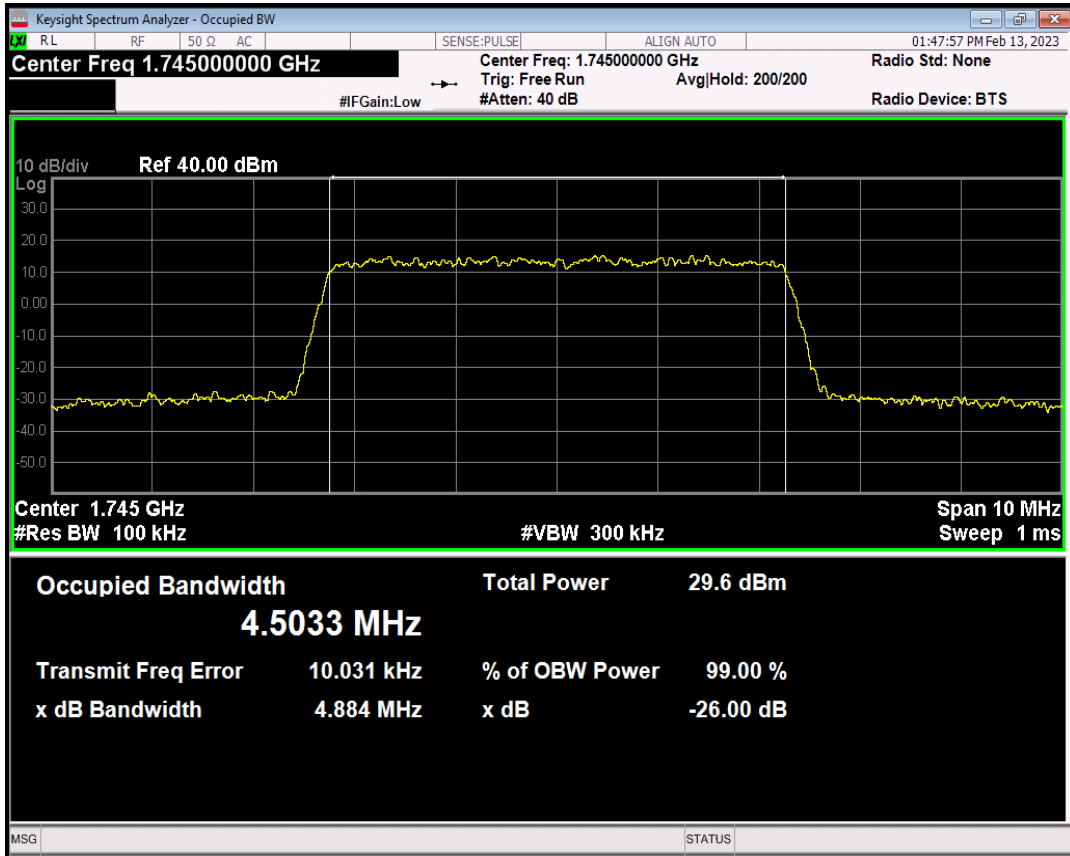 Keysight Spectrum Analyzer - Occupied BW
LXI RL RF 50 Ω AC SENSE:PULSE ALIGN AUTO 01:47:57 PM Feb 13, 2023
Center Freq 1.745000000 GHz
Center Freq: 1.745000000 GHz
Radio Std: None
Trig: Free Run Avg|Hold: 200/200
#IFGain:Low #Atten: 40 dB Radio Device: BTS
10 dB/div Ref 40.00 dBm
Log
30.0
20.0
10.0
0.00
-10.0
-20.0
-30.0
-40.0
-50.0
Center 1.745 GHz Span 10 MHz
#Res BW 100 kHz #VBW 300 kHz Sweep 1 ms
Occupied Bandwidth Total Power 29.6 dBm
4.5033 MHz
Transmit Freq Error 10.031 kHz % of OBW Power 99.00 %
x dB Bandwidth 4.884 MHz x dB -26.00 dB
MSG STATUS